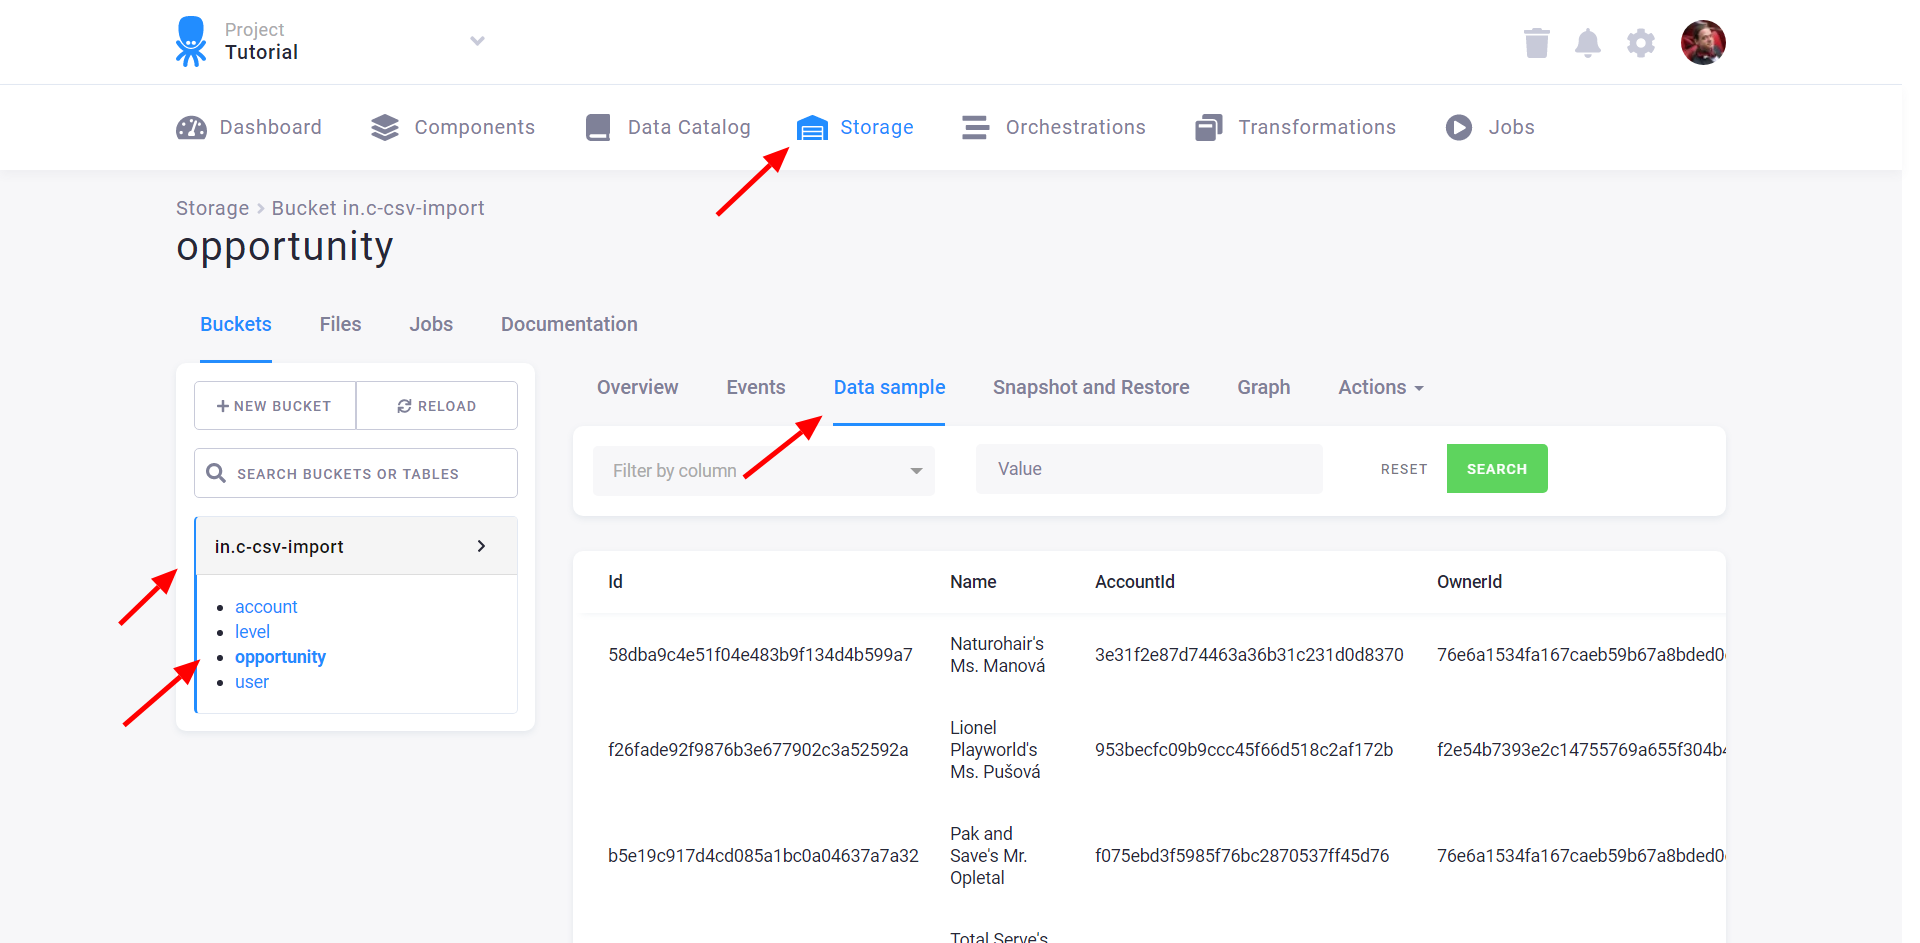 Project
Tutorial
Dashboard
Components
Data Catalog
Storage
Orchestrations
Transformations
Jobs
Storage
Bucket in.c-csv-import
opportunity
Buckets
Files
Jobs
Documentation
NEW BUCKET
RELOAD
SEARCH BUCKETS OR TABLES
in.c-csv-import
account
level
opportunity
user
Overview
Events
Data sample
Snapshot and Restore
Graph
Actions
Filter by column
Value
RESET
SEARCH
Id
Name
AccountId
OwnerId
58dba9c4e51f04e483b9f134d4b599a7
Naturohair's
Ms. Manová
3e31f2e87d74463a36b31c231d0d8370
76e6a1534fa167caeb59b67a8bded0
f26fade92f9876b3e677902c3a52592a
Lionel
Playworld's
Ms. Pušová
953becfc09b9ccc45f66d518c2af172b
f2e54b7393e2c14755769a655f304b4
b5e19c917d4cd085a1bc0a04637a7a32
Pak and
Save's Mr.
Opletal
f075ebd3f5985f76bc2870537ff45d76
76e6a1534fa167caeb59b67a8bded0
Total Serve's